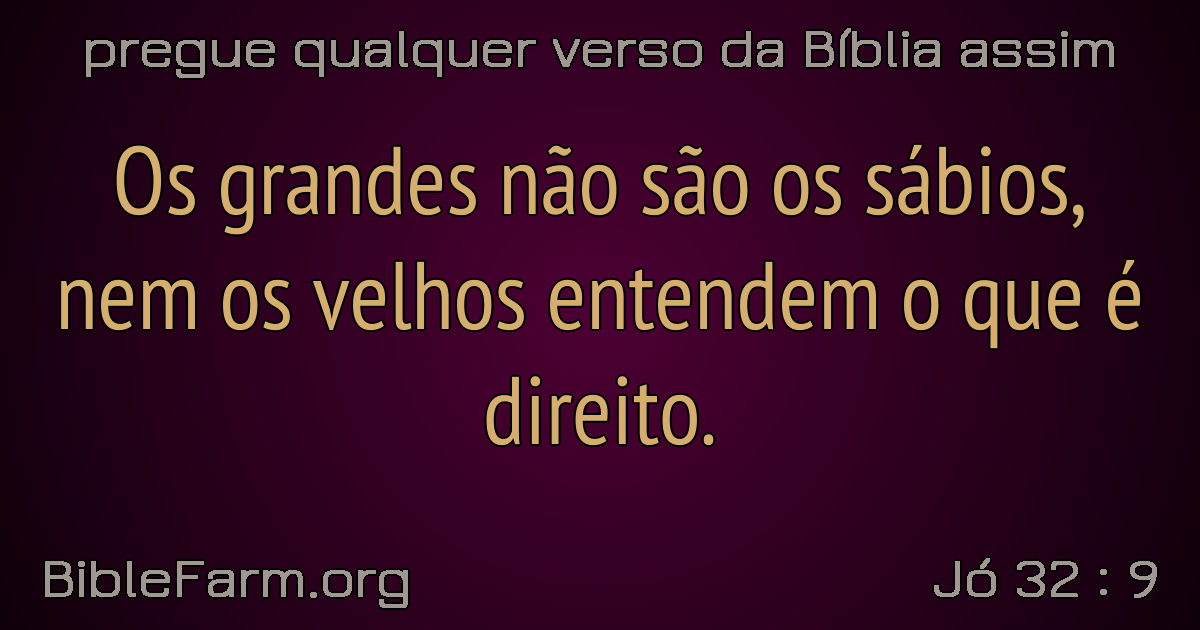 pregue qualquer verso da Bíblia assim
Os grandes não são os sábios,
nem os velhos entendem o que é
direito.
BibleFarm.org
Jó 32 : 9